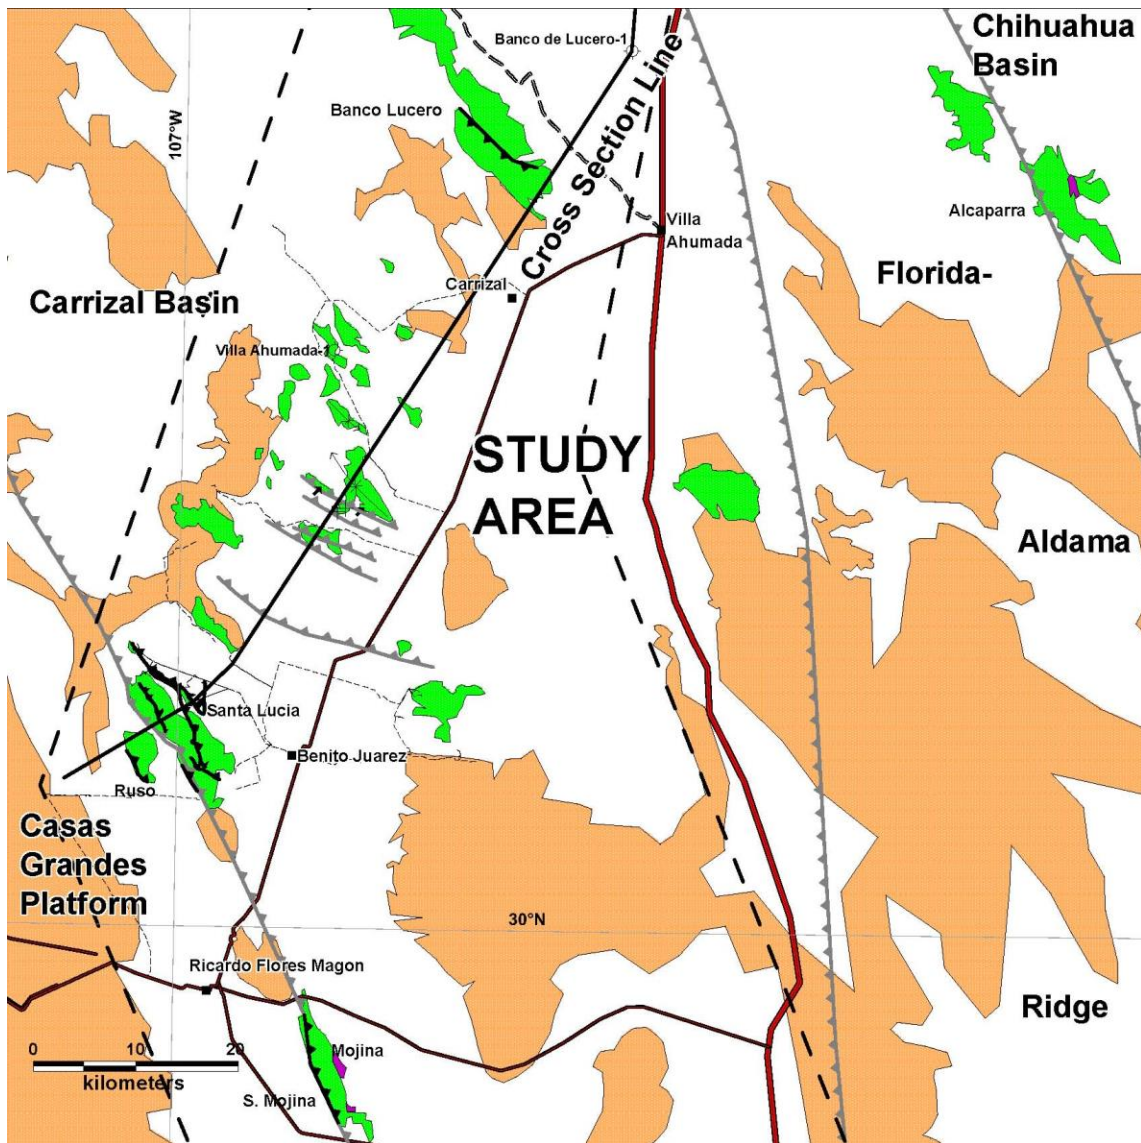 Chihuahua
Basin
Banco de Lucero-1
Cross Section Line
Banco Lucero
107°W
Alcaparra
Villa
Ahumada
Florida-
Carrizal
Carrizal Basin
Villa Ahumada-1
STUDY
AREA
Aldama
Santa Lucia
Benito Juarez
Ruso
Casas
Grandes
Platform
30°N
Ricardo Flores Magon
Ridge
0 10 20
kilometers
Mojina
S. Mojina